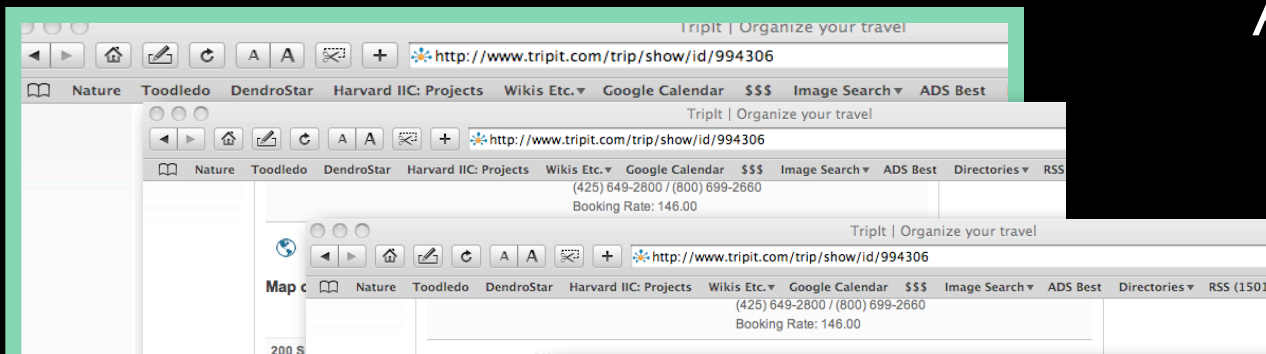 TripIt | Organize your travel
A A + http://www.tripit.com/trip/show/id/994306
Nature Toodledo DendroStar Harvard IIC: Projects Wikis Etc. Google Calendar $$$ Image Search ADS Best
TripIt | Organize your travel
A A + http://www.tripit.com/trip/show/id/994306
Nature Toodledo DendroStar Harvard IIC: Projects Wikis Etc. Google Calendar $$$ Image Search ADS Best Directories RSS
(425) 649-2800 / (800) 699-2660
Booking Rate: 146.00
TripIt | Organize your travel
A A + http://www.tripit.com/trip/show/id/994306
Map
Nature Toodledo DendroStar Harvard IIC: Projects Wikis Etc. Google Calendar $$$ Image Search ADS Best Directories RSS (1501
(425) 649-2800 / (800) 699-2660
Booking Rate: 146.00
200 S